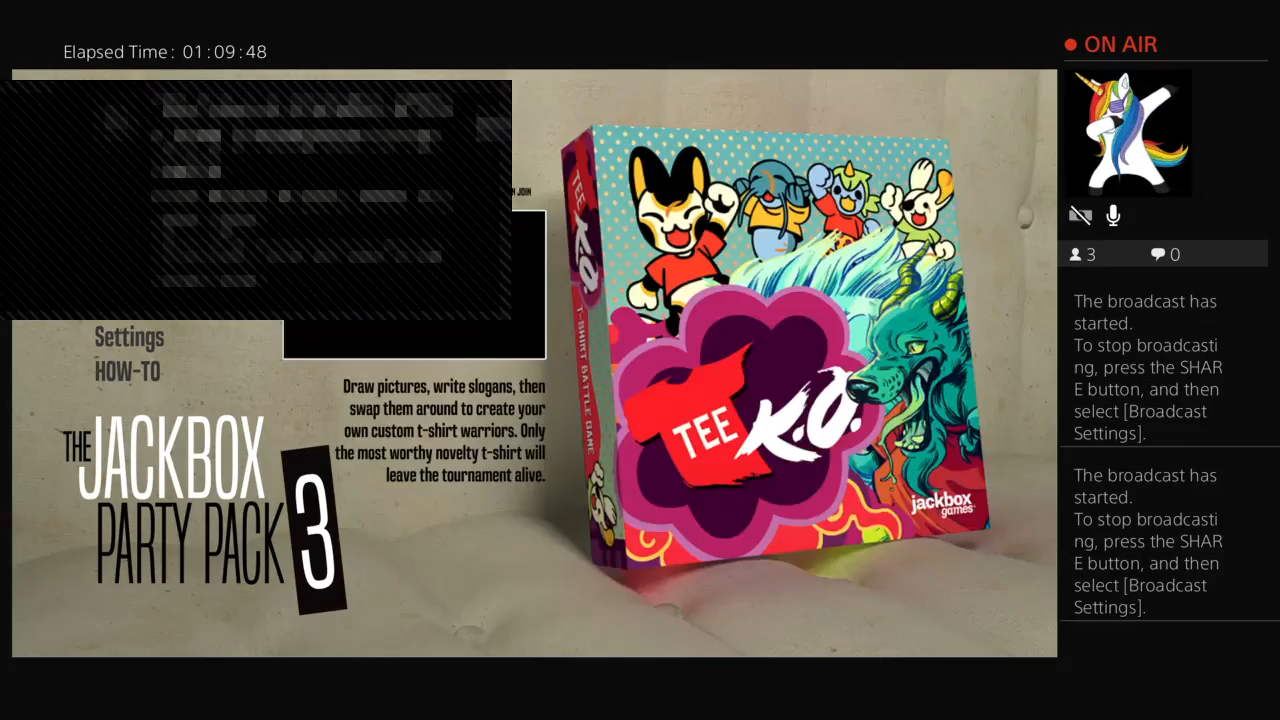 Elapsed Time: 01:09:48
ON AIR
3 0
JOIN
Settings
HOW-TO
THE JACKBOX
PARTY PACK 3
Draw pictures, write slogans, then
swap them around to create your
own custom t-shirt warriors. Only
the most worthy novelty t-shirt will
leave the tournament alive.
TEE K.O.
T-SHIRT BATTLE GAME
TEE K.O.
jackbox
games
The broadcast has
started.
To stop broadcasti
ng, press the SHAR
E button, and then
select [Broadcast
Settings].
The broadcast has
started.
To stop broadcasti
ng, press the SHAR
E button, and then
select [Broadcast
Settings].